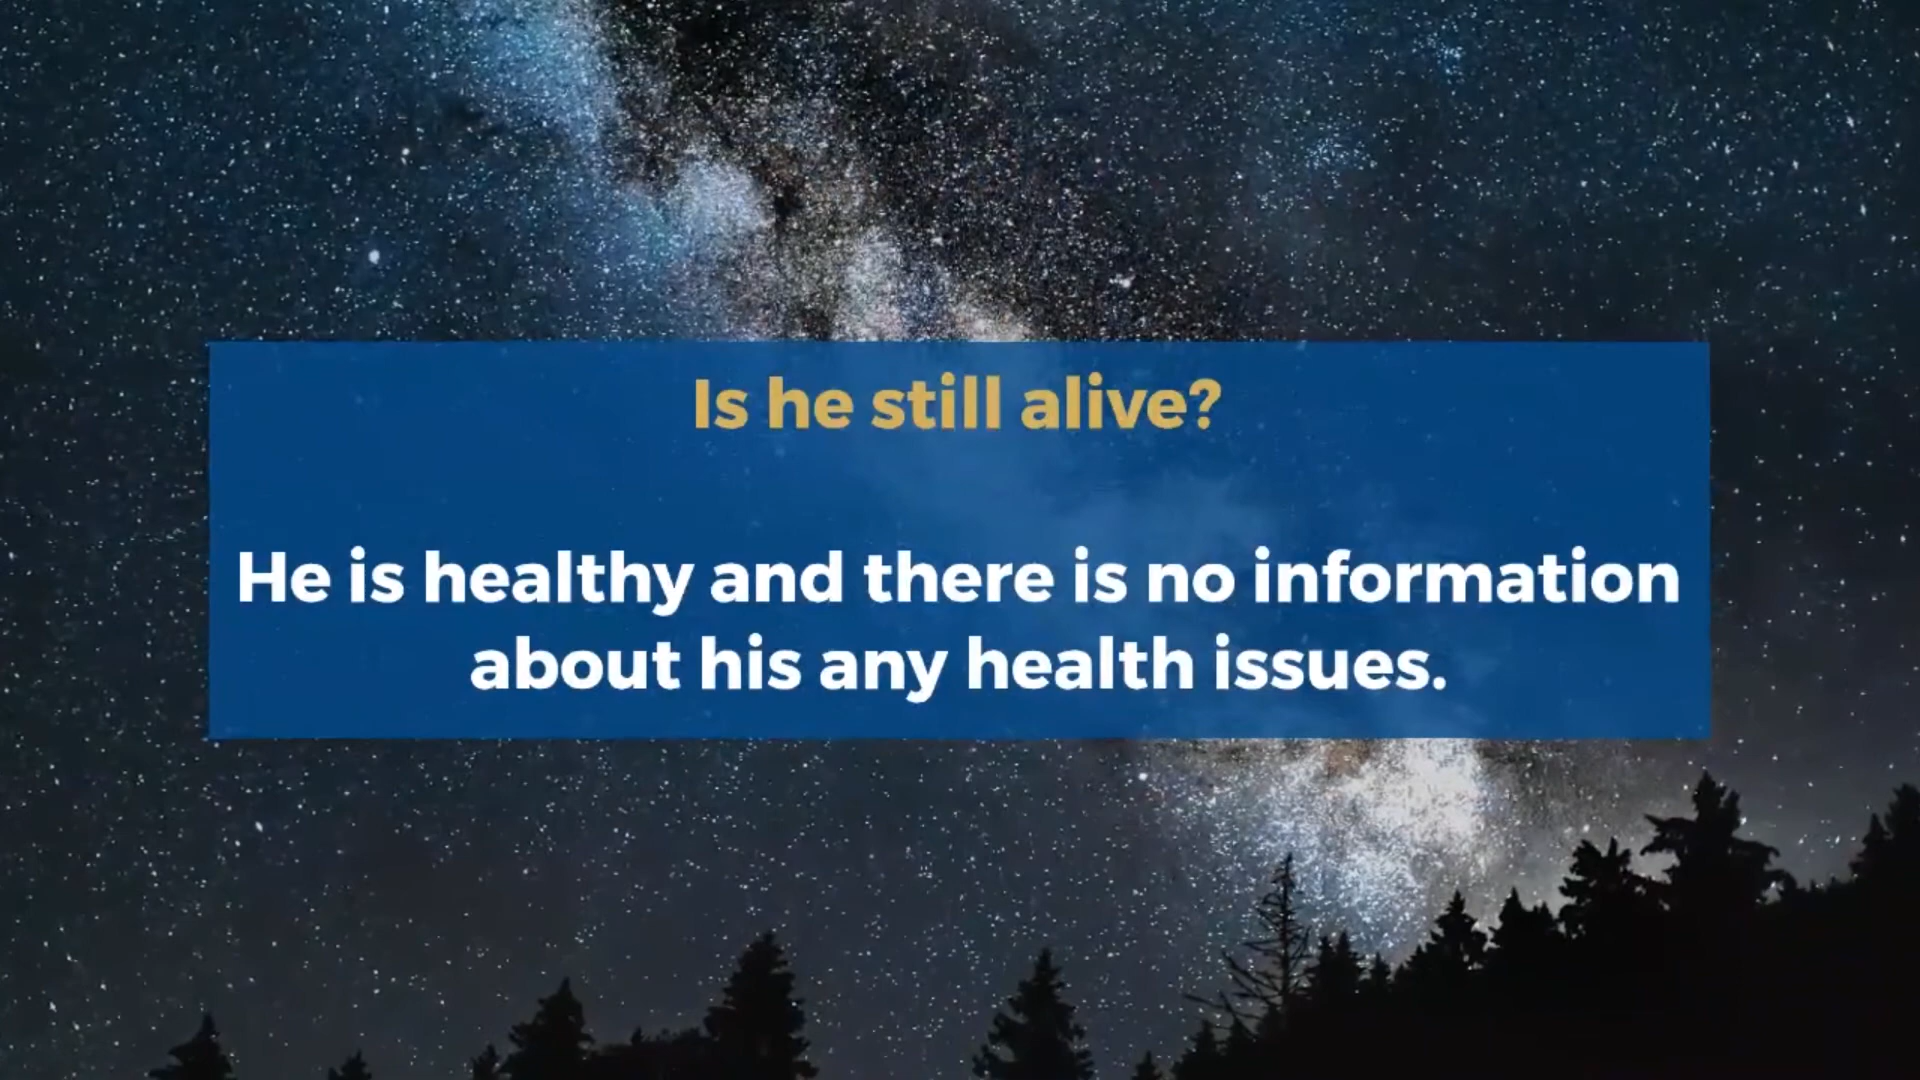 Is he still alive?
He is healthy and there is no information
about his any health issues.